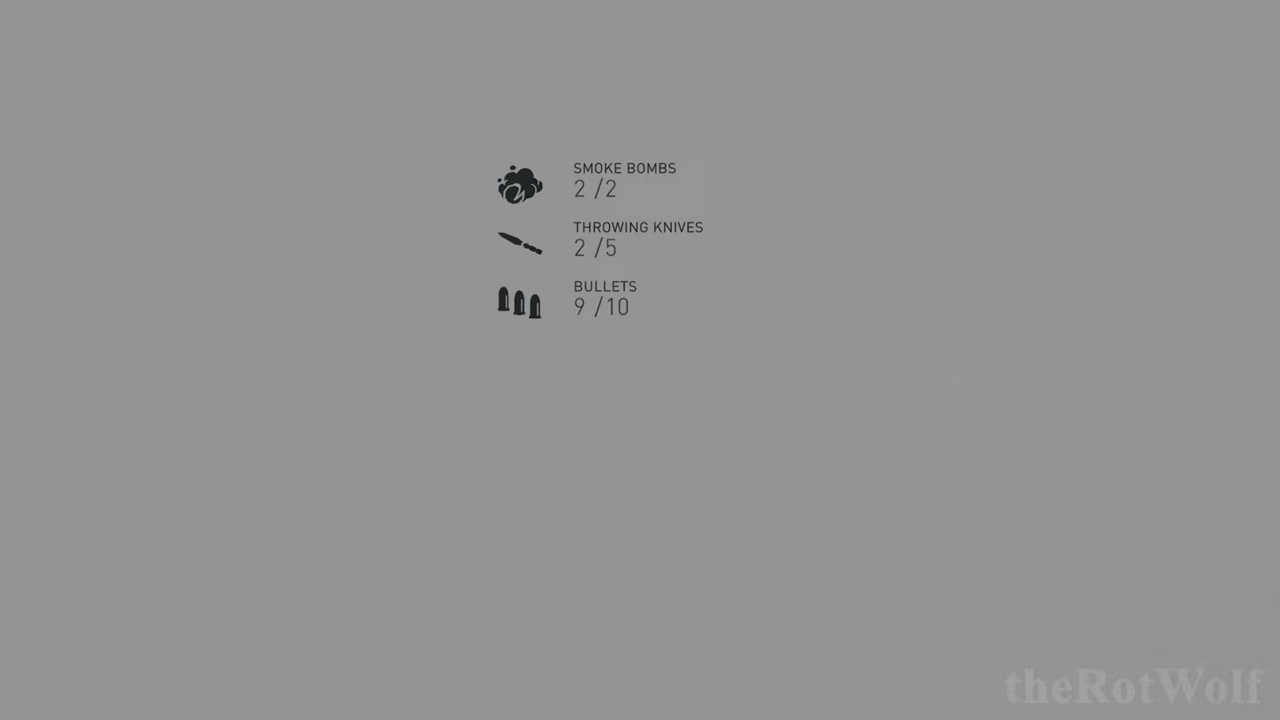 SMOKE BOMBS
2 /2
THROWING KNIVES
2 /5
BULLETS
9 /10
theRotWolf